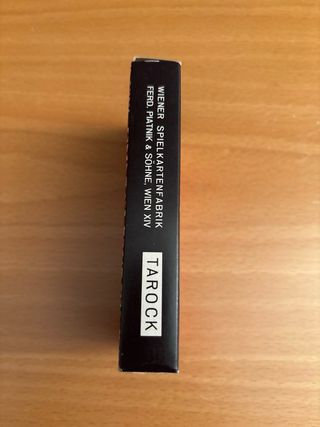 WIENER SPIELKARTENFABRIK
FERD. PIATNIK & SÖHNE, WIEN XIV
TAROCK